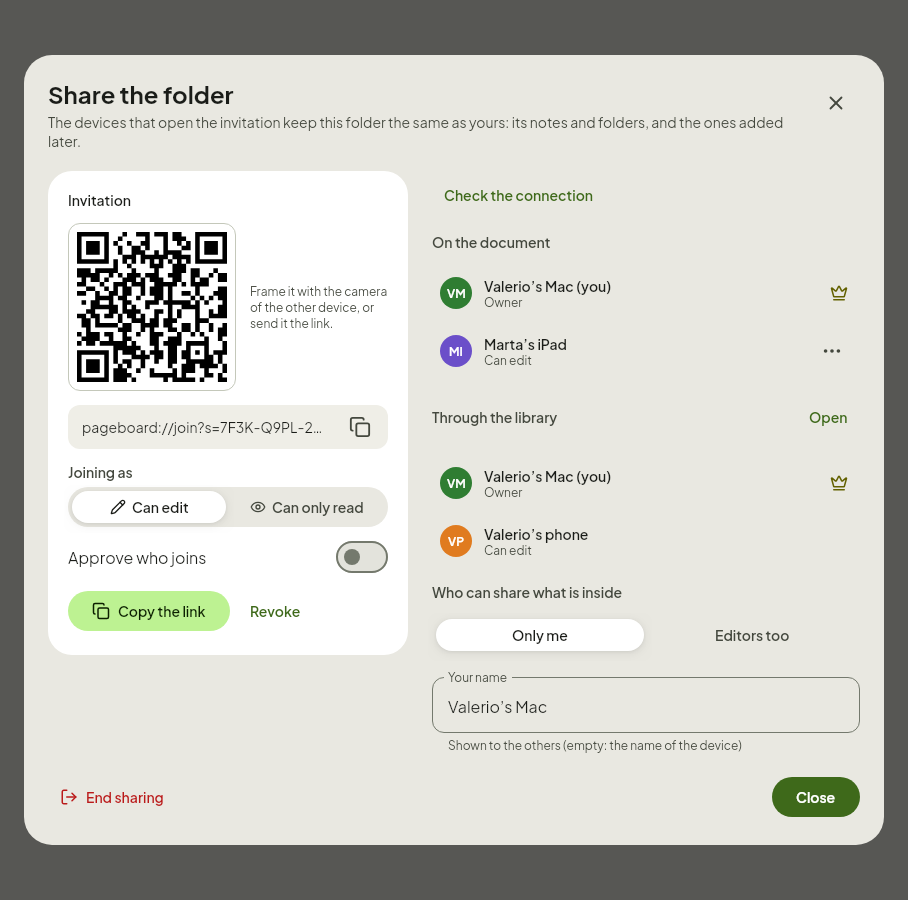 Share the folder
The devices that open the invitation keep this folder the same as yours: its notes and folders, and the ones added
later.
Invitation
Frame it with the camera
of the other device, or
send it the link.
pageboard://join?s=7F3K-Q9PL-2…
Joining as
Can edit
Can only read
Approve who joins
Copy the link
Revoke
Check the connection
On the document
VM
Valerio’s Mac (you)
Owner
MI
Marta’s iPad
Can edit
Through the library
Open
VM
Valerio’s Mac (you)
Owner
VP
Valerio’s phone
Can edit
Who can share what is inside
Only me
Editors too
Your name
Valerio’s Mac
Shown to the others (empty: the name of the device)
End sharing
Close